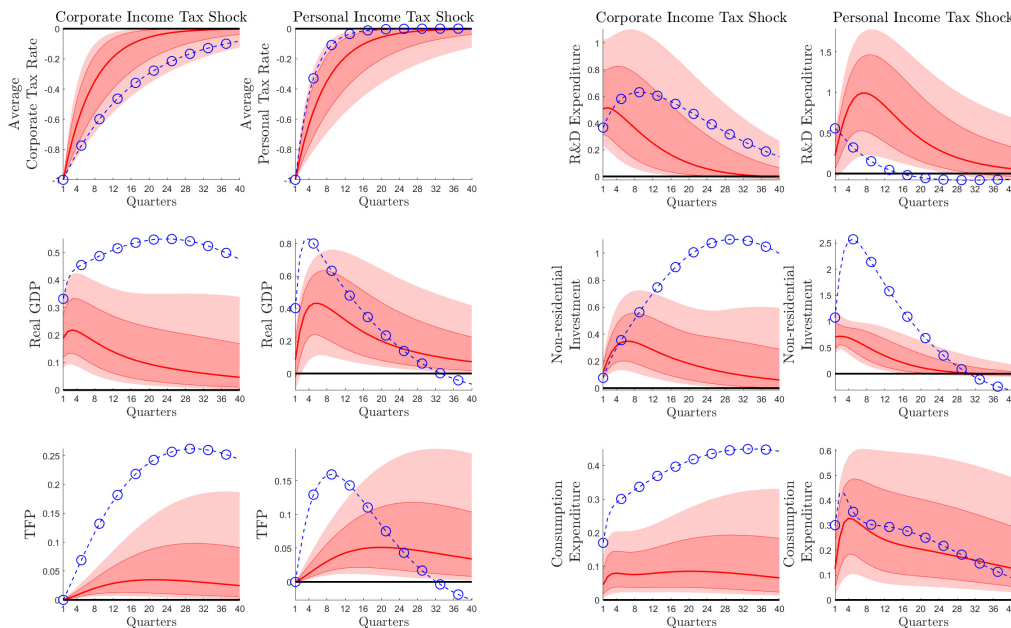 Corporate Income Tax Shock
Average
Corporate Tax Rate
0
-0.2
-0.4
-0.6
-0.8
-1
1 4 8 12 16 20 24 28 32 36 40
Quarters
Personal Income Tax Shock
Average
Personal Tax Rate
0
-0.2
-0.4
-0.6
-0.8
-1
1 4 8 12 16 20 24 28 32 36 40
Quarters
Corporate Income Tax Shock
R&D Expenditure
1
0.8
0.6
0.4
0.2
0
1 4 8 12 16 20 24 28 32 36 40
Quarters
Personal Income Tax Shock
R&D Expenditure
1.5
1
0.5
0
1 4 8 12 16 20 24 28 32 36 40
Quarters
Real GDP
0.5
0.4
0.3
0.2
0.1
0
1 4 8 12 16 20 24 28 32 36 40
Quarters
Real GDP
0.8
0.6
0.4
0.2
0
1 4 8 12 16 20 24 28 32 36 40
Quarters
Non-residential
Investment
1
0.8
0.6
0.4
0.2
0
1 4 8 12 16 20 24 28 32 36 40
Quarters
Non-residential
Investment
2.5
2
1.5
1
0.5
0
1 4 8 12 16 20 24 28 32 36 40
Quarters
TFP
0.25
0.2
0.15
0.1
0.05
0
1 4 8 12 16 20 24 28 32 36 40
Quarters
TFP
0.15
0.1
0.05
0
1 4 8 12 16 20 24 28 32 36 40
Quarters
Consumption
Expenditure
0.4
0.3
0.2
0.1
0
1 4 8 12 16 20 24 28 32 36 40
Quarters
Consumption
Expenditure
0.6
0.5
0.4
0.3
0.2
0.1
0
1 4 8 12 16 20 24 28 32 36 40
Quarters